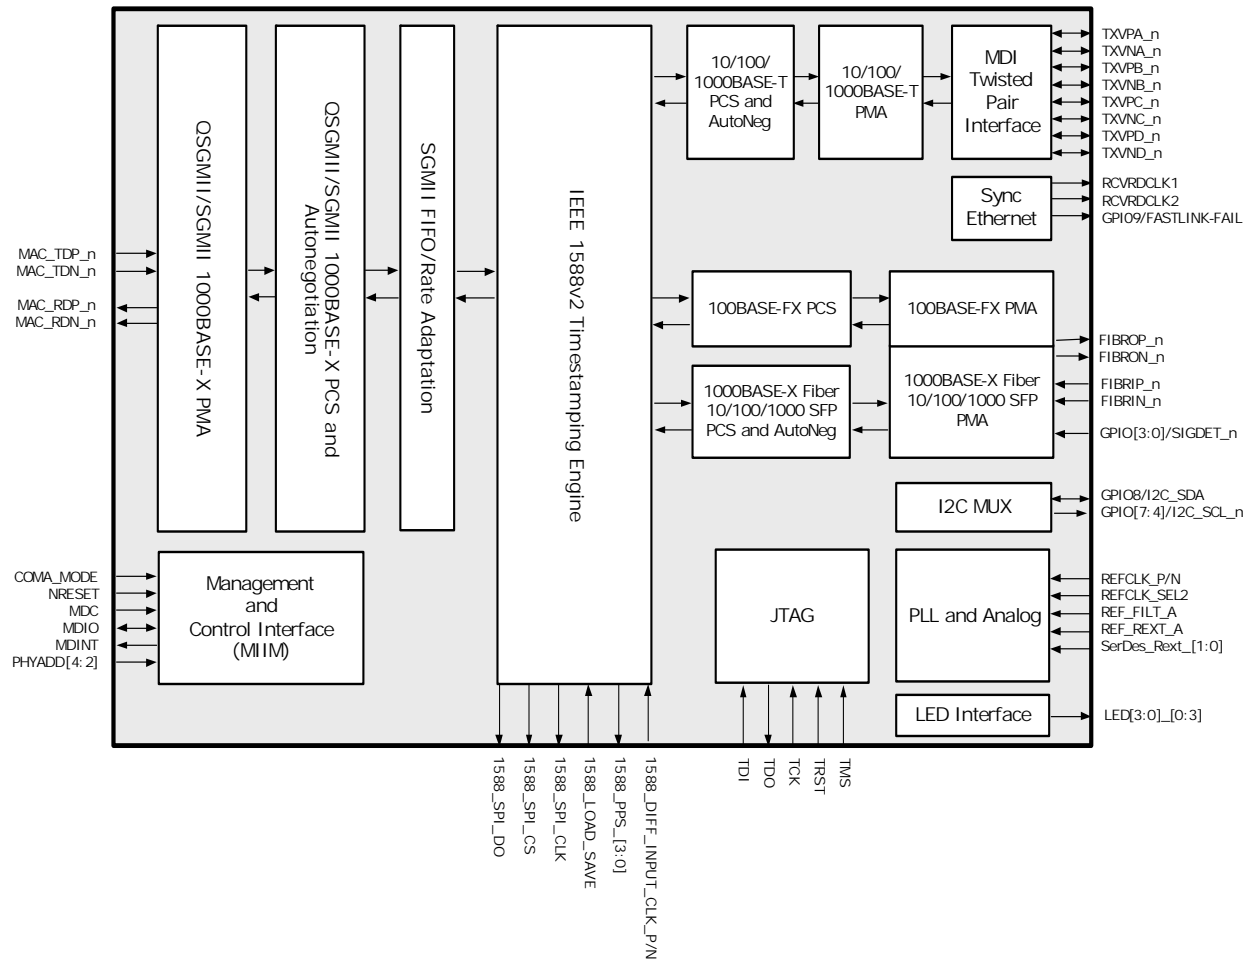 MAC_TDP_n
MAC_TDN_n
MAC_RDP_n
MAC_RDN_n
COMA_MODE
NRESET
MDC
MDIO
MDINT
PHYADD[4:2]
QSGMII/SGMII 1000BASE-X PMA
QSGMII/SGMII 1000BASE-X PCS and
Autonegotiation
SGMII FIFO/Rate Adaptation
Management
and
Control Interface
(MIIM)
IEEE 1588v2 Timestamping Engine
10/100/
1000BASE-T
PCS and
AutoNeg
10/100/
1000BASE-T
PMA
MDI
Twisted
Pair
Interface
Sync
Ethernet
100BASE-FX PCS
100BASE-FX PMA
1000BASE-X Fiber
10/100/1000 SFP
PCS and AutoNeg
1000BASE-X Fiber
10/100/1000 SFP
PMA
I2C MUX
JTAG
PLL and Analog
LED Interface
TXVPA_n
TXVNA_n
TXVPB_n
TXVNB_n
TXVPC_n
TXVNC_n
TXVPD_n
TXVND_n
RCVRDCLK1
RCVRDCLK2
GPIO9/FASTLINK-FAIL
FIBROP_n
FIBRON_n
FIBRIP_n
FIBRIN_n
GPIO[3:0]/SIGDET_n
GPIO8/I2C_SDA
GPIO[7:4]/I2C_SCL_n
REFCLK_P/N
REFCLK_SEL2
REF_FILT_A
REF_REXT_A
SerDes_Rext_[1:0]
LED[3:0]_[0:3]
1588_SPI_DO
1588_SPI_CS
1588_SPI_CLK
1588_LOAD_SAVE
1588_PPS_[3:0]
1588_DIFF_INPUT_CLK_P/N
TDI
TDO
TCK
TRST
TMS